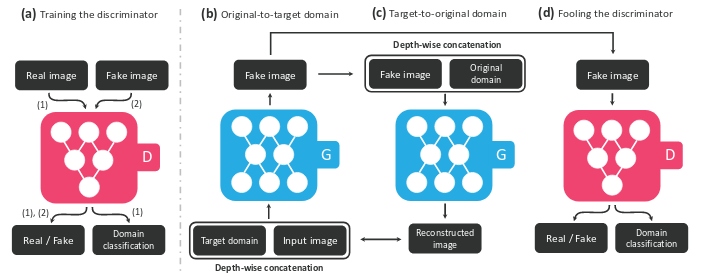 (a) Training the discriminator
(b) Original-to-target domain
(c) Target-to-original domain
(d) Fooling the discriminator
Real image
Fake image
(1)
(2)
D
(1), (2)
(1)
Real / Fake
Domain
classification
Fake image
G
Target domain
Input image
Depth-wise concatenation
Depth-wise concatenation
Fake image
Original
domain
G
Reconstructed
image
Fake image
D
Real / Fake
Domain
classification